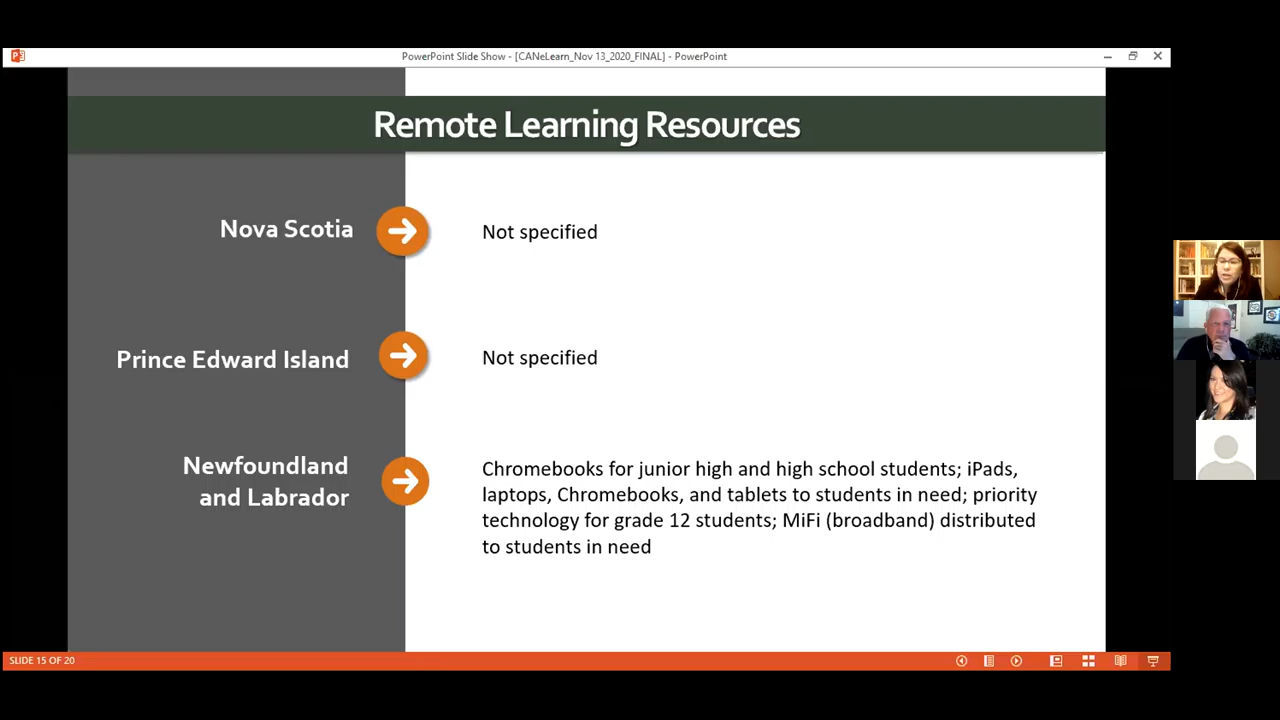 PowerPoint Slide Show - [CANeLearn_Nov 13_2020_FINAL] - PowerPoint
Remote Learning Resources
Nova Scotia
Not specified
Prince Edward Island
Not specified
Newfoundland
and Labrador
Chromebooks for junior high and high school students; iPads,
laptops, Chromebooks, and tablets to students in need; priority
technology for grade 12 students; MiFi (broadband) distributed
to students in need
SLIDE 15 OF 20